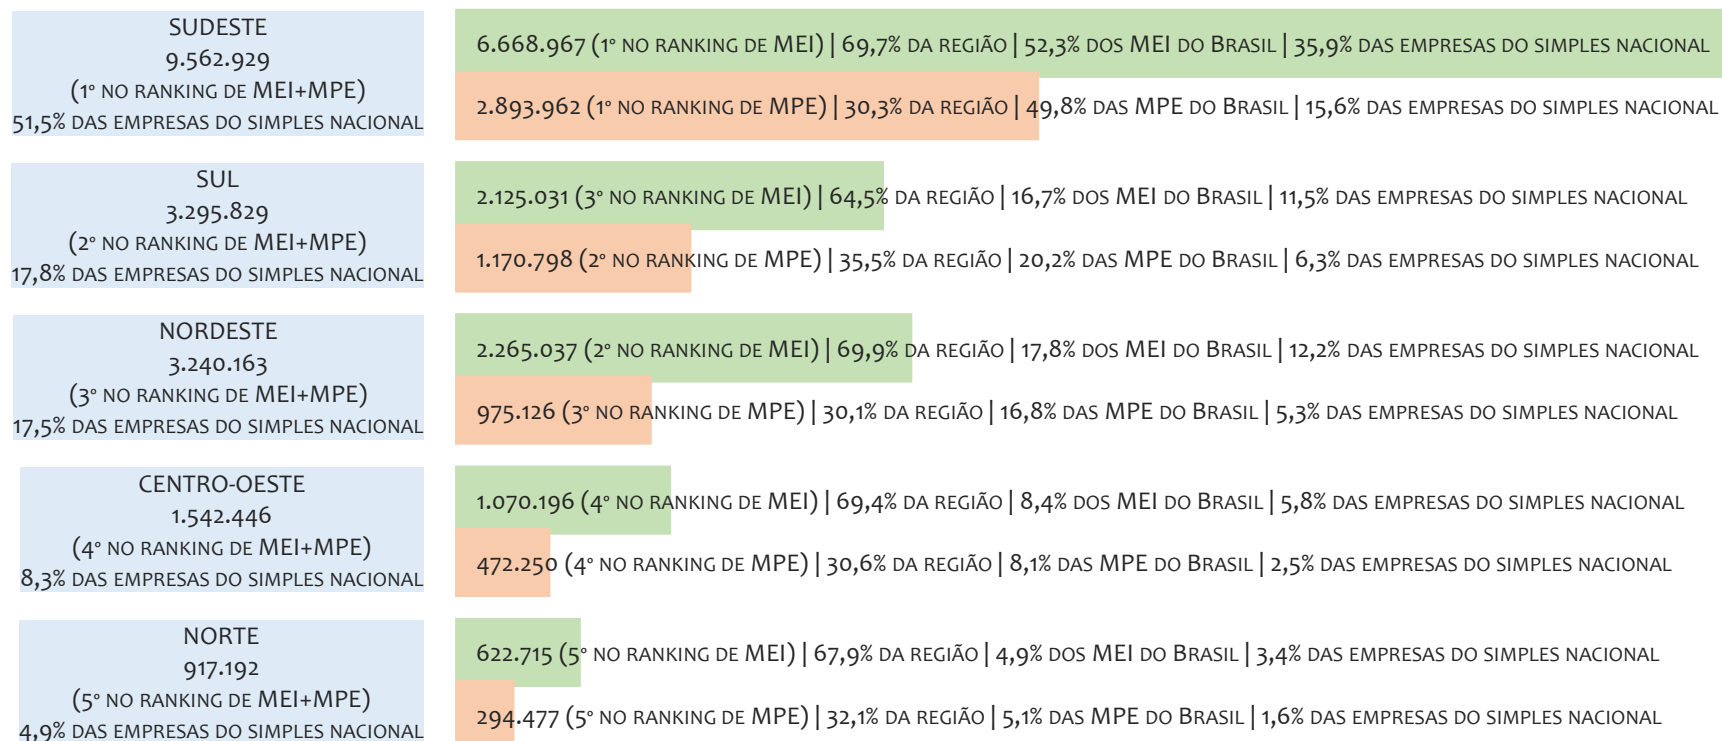 SUDESTE
9.562.929
(1° NO RANKING DE MEI+MPE)
51,5% DAS EMPRESAS DO SIMPLES NACIONAL
6.668.967 (1° NO RANKING DE MEI) | 69,7% DA REGIÃO | 52,3% DOS MEI DO BRASIL | 35,9% DAS EMPRESAS DO SIMPLES NACIONAL
2.893.962 (1° NO RANKING DE MPE) | 30,3% DA REGIÃO | 49,8% DAS MPE DO BRASIL | 15,6% DAS EMPRESAS DO SIMPLES NACIONAL
SUL
3.295.829
(2° NO RANKING DE MEI+MPE)
17,8% DAS EMPRESAS DO SIMPLES NACIONAL
2.125.031 (3° NO RANKING DE MEI) | 64,5% DA REGIÃO | 16,7% DOS MEI DO BRASIL | 11,5% DAS EMPRESAS DO SIMPLES NACIONAL
1.170.798 (2° NO RANKING DE MPE) | 35,5% DA REGIÃO | 20,2% DAS MPE DO BRASIL | 6,3% DAS EMPRESAS DO SIMPLES NACIONAL
NORDESTE
3.240.163
(3° NO RANKING DE MEI+MPE)
17,5% DAS EMPRESAS DO SIMPLES NACIONAL
2.265.037 (2° NO RANKING DE MEI) | 69,9% DA REGIÃO | 17,8% DOS MEI DO BRASIL | 12,2% DAS EMPRESAS DO SIMPLES NACIONAL
975.126 (3° NO RANKING DE MPE) | 30,1% DA REGIÃO | 16,8% DAS MPE DO BRASIL | 5,3% DAS EMPRESAS DO SIMPLES NACIONAL
CENTRO-OESTE
1.542.446
(4° NO RANKING DE MEI+MPE)
8,3% DAS EMPRESAS DO SIMPLES NACIONAL
1.070.196 (4° NO RANKING DE MEI) | 69,4% DA REGIÃO | 8,4% DOS MEI DO BRASIL | 5,8% DAS EMPRESAS DO SIMPLES NACIONAL
472.250 (4° NO RANKING DE MPE) | 30,6% DA REGIÃO | 8,1% DAS MPE DO BRASIL | 2,5% DAS EMPRESAS DO SIMPLES NACIONAL
NORTE
917.192
(5° NO RANKING DE MEI+MPE)
4,9% DAS EMPRESAS DO SIMPLES NACIONAL
622.715 (5° NO RANKING DE MEI) | 67,9% DA REGIÃO | 4,9% DOS MEI DO BRASIL | 3,4% DAS EMPRESAS DO SIMPLES NACIONAL
294.477 (5° NO RANKING DE MPE) | 32,1% DA REGIÃO | 5,1% DAS MPE DO BRASIL | 1,6% DAS EMPRESAS DO SIMPLES NACIONAL